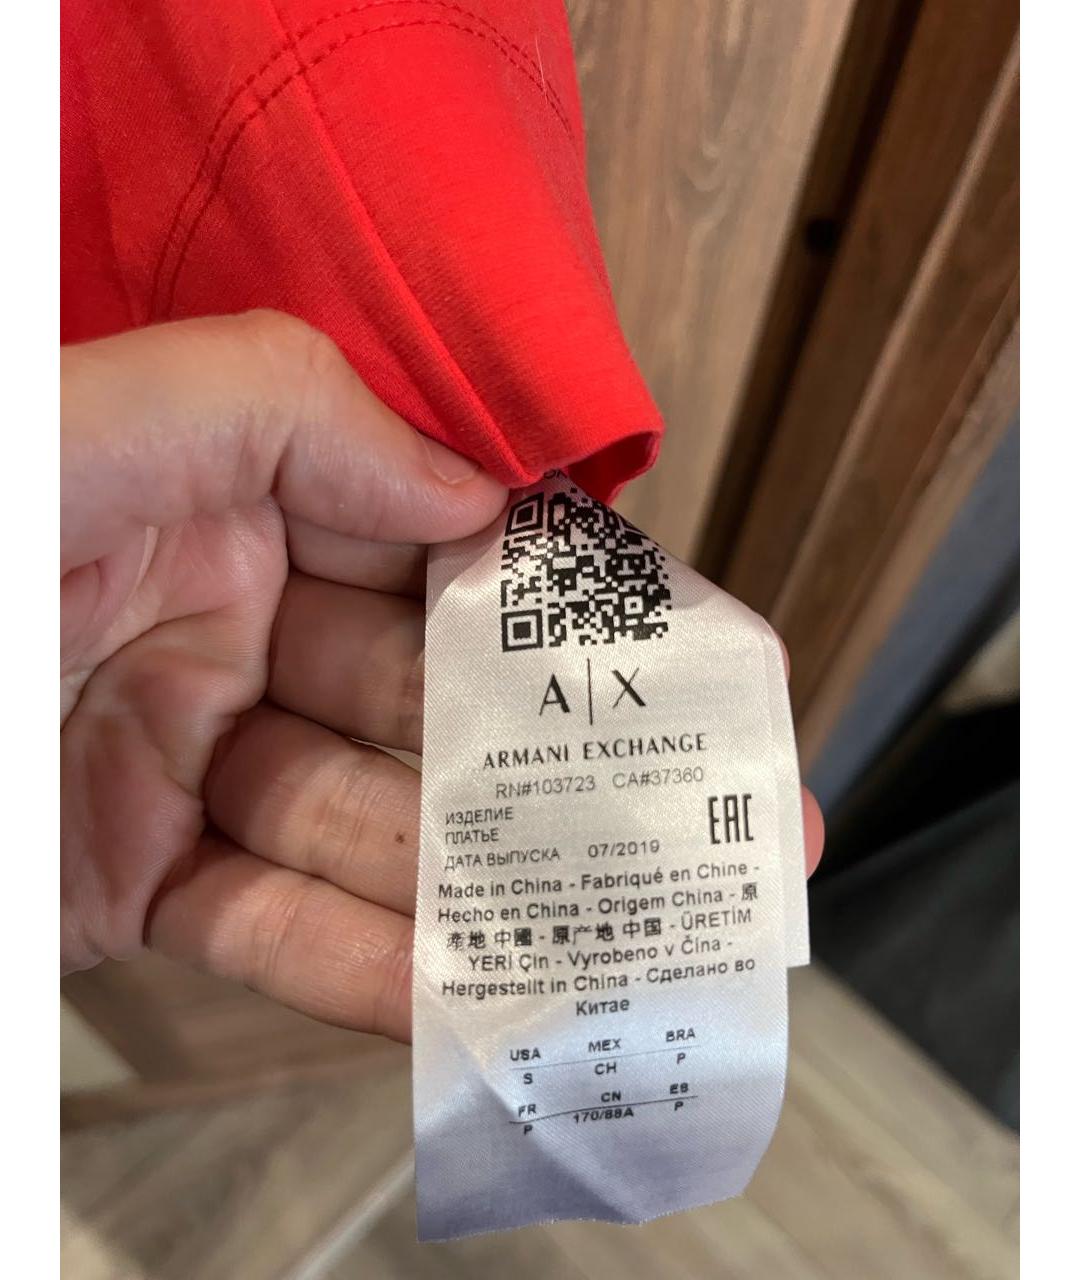 A|X
ARMANI EXCHANGE
RN#103723 CA#37360
ИЗДЕЛИЕ
ПЛАТЬЕ
EAC
ДАТА ВЫПУСКА 07/2019
Made in China - Fabriqué en Chine -
Hecho en China - Origem China - 原
產地 中國 - 原产地 中国 - ÜRETİM
YERİ Çin - Vyrobeno v Čína -
Hergestellt in China - Сделано во
Китае
USA MEX BRA
S CH P
FR CN ES
P 170/88A P